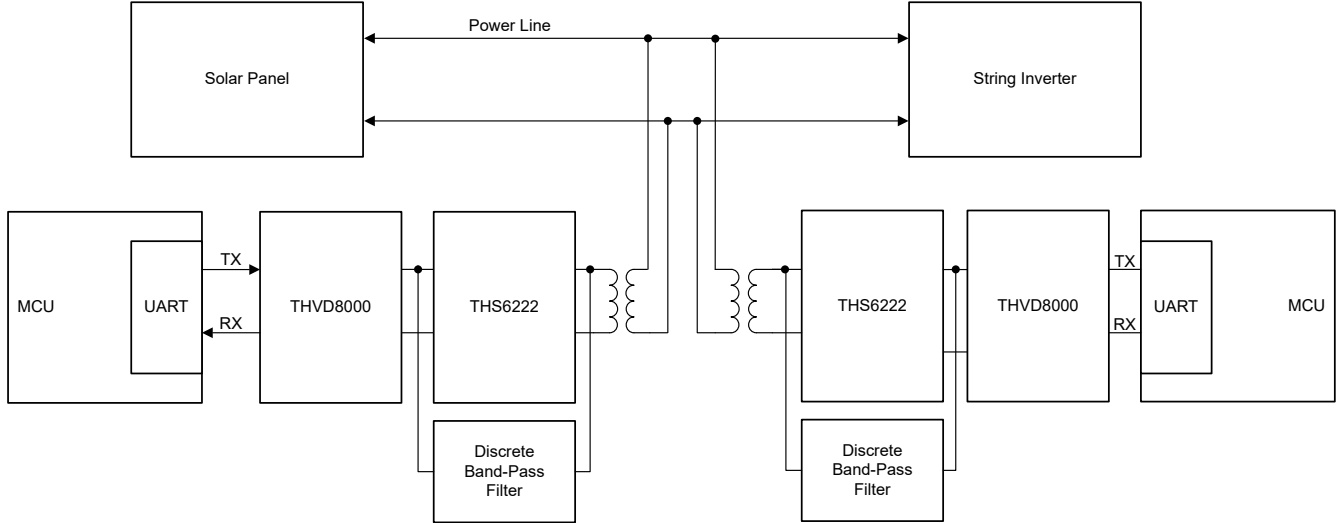 Power Line
Solar Panel
String Inverter
MCU
UART
TX
RX
THVD8000
THS6222
Discrete
Band-Pass
Filter
THS6222
THVD8000
TX
RX
UART
MCU
Discrete
Band-Pass
Filter